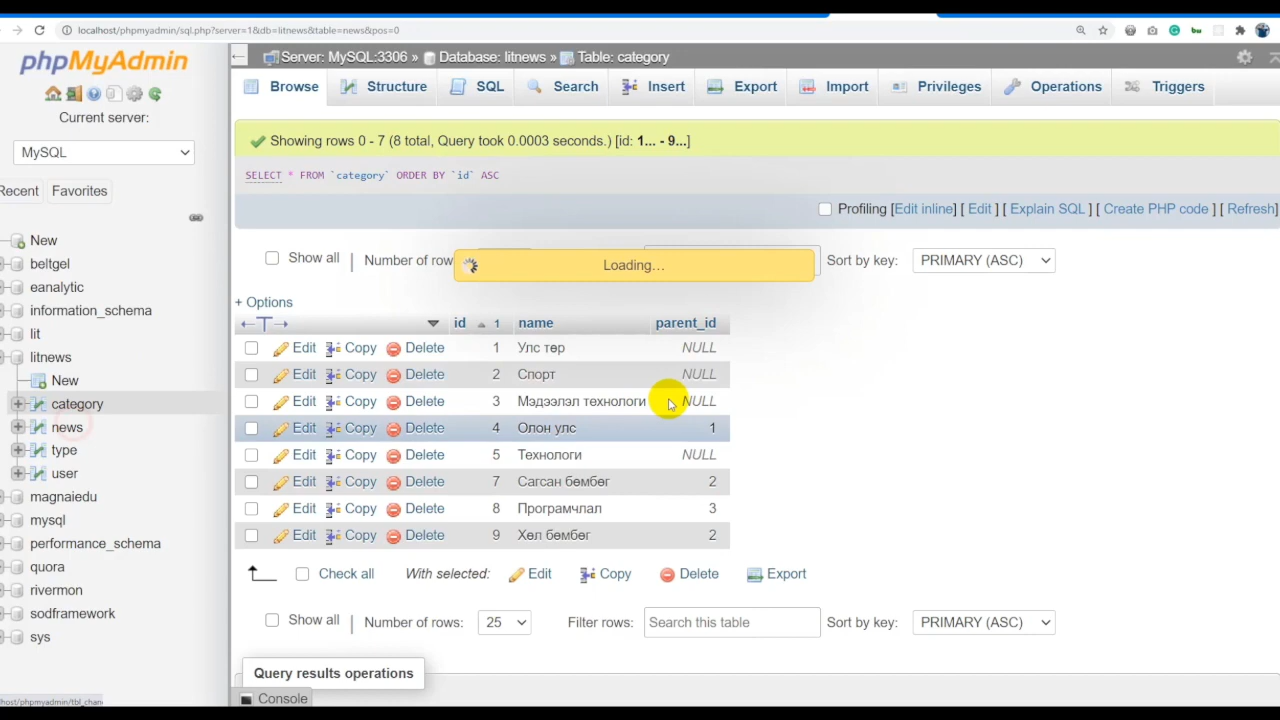 localhost/phpmyadmin/sql.php?server=1&db=litnews&table=news&pos=0
phpMyAdmin
Current server:
MySQL
Recent Favorites
New
beltgel
eanalytic
information_schema
lit
litnews
New
category
news
type
user
magnaiedu
mysql
performance_schema
quora
rivermon
sodframework
sys
Server: MySQL:3306 » Database: litnews » Table: category
Browse Structure SQL Search Insert Export Import Privileges Operations Triggers
Showing rows 0 - 7 (8 total, Query took 0.0003 seconds.) [id: 1... - 9...]
SELECT * FROM `category` ORDER BY `id` ASC
Profiling [Edit inline] [ Edit ] [ Explain SQL ] [ Create PHP code ] [ Refresh]
Show all Number of row Sort by key: PRIMARY (ASC)
Loading…
+ Options
←T→ id 1 name parent_id
Edit Copy Delete 1 Улс төр NULL
Edit Copy Delete 2 Спорт NULL
Edit Copy Delete 3 Мэдээлэл технологи NULL
Edit Copy Delete 4 Олон улс 1
Edit Copy Delete 5 Технологи NULL
Edit Copy Delete 7 Сагсан бөмбөг 2
Edit Copy Delete 8 Програмчлал 3
Edit Copy Delete 9 Хөл бөмбөг 2
Check all With selected: Edit Copy Delete Export
Show all Number of rows: 25 Filter rows: Search this table Sort by key: PRIMARY (ASC)
Query results operations
Console